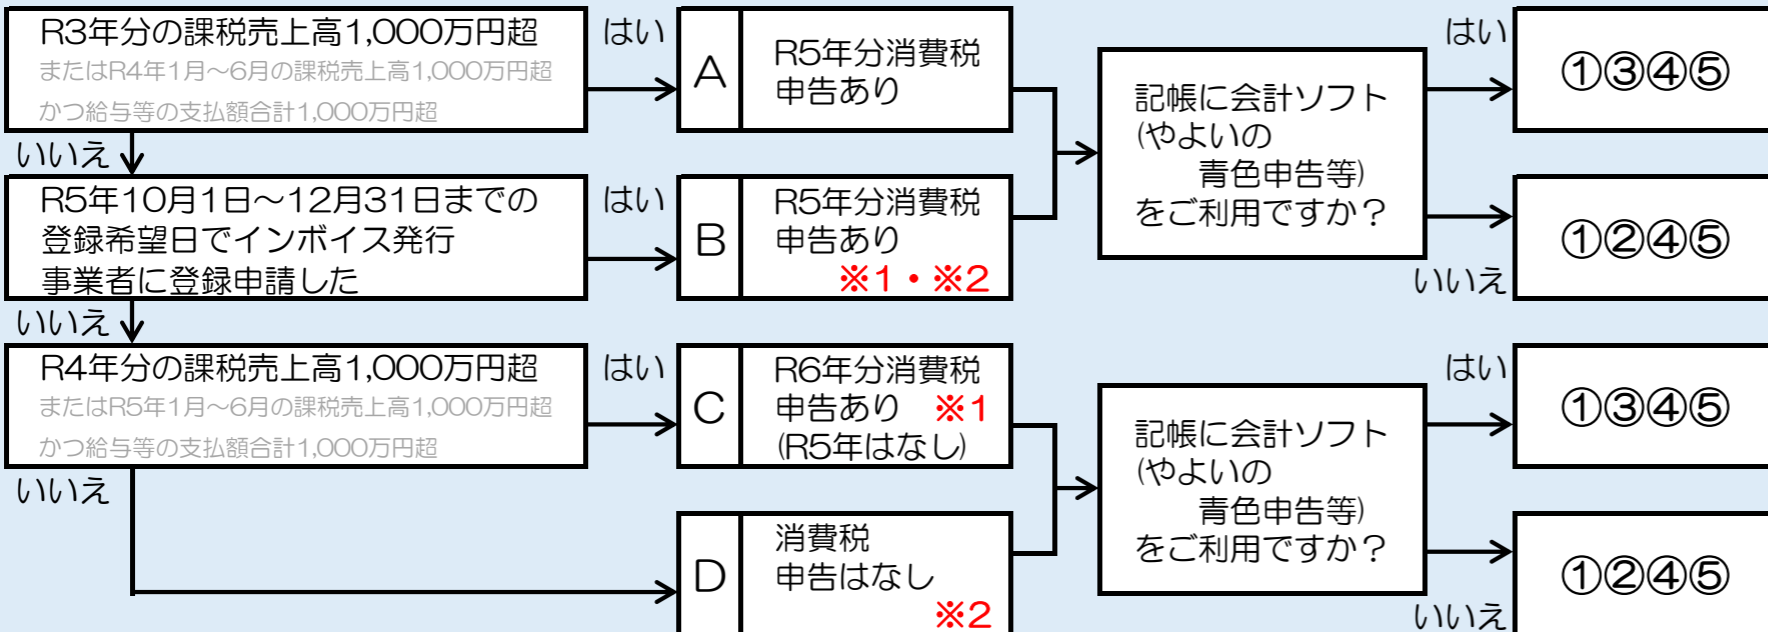 R3年分の課税売上高1,000万円超
またはR4年1月～6月の課税売上高1,000万円超
かつ給与等の支払額合計1,000万円超
はい
A
R5年分消費税
申告あり
いいえ
R5年10月1日～12月31日までの
登録希望日でインボイス発行
事業者に登録申請した
はい
B
R5年分消費税
申告あり
※1・※2
記帳に会計ソフト
(やよいの
青色申告等)
をご利用ですか？
はい
①③④⑤
いいえ
①②④⑤
いいえ
R4年分の課税売上高1,000万円超
またはR5年1月～6月の課税売上高1,000万円超
かつ給与等の支払額合計1,000万円超
はい
C
R6年分消費税
申告あり ※1
(R5年はなし)
いいえ
D
消費税
申告はなし
※2
記帳に会計ソフト
(やよいの
青色申告等)
をご利用ですか？
はい
①③④⑤
いいえ
①②④⑤